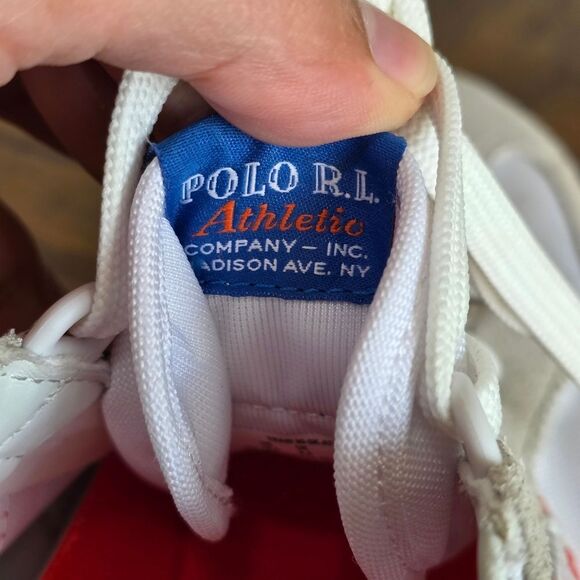 POLO R.L.
Athletic
COMPANY – INC.
ADISON AVE. NY